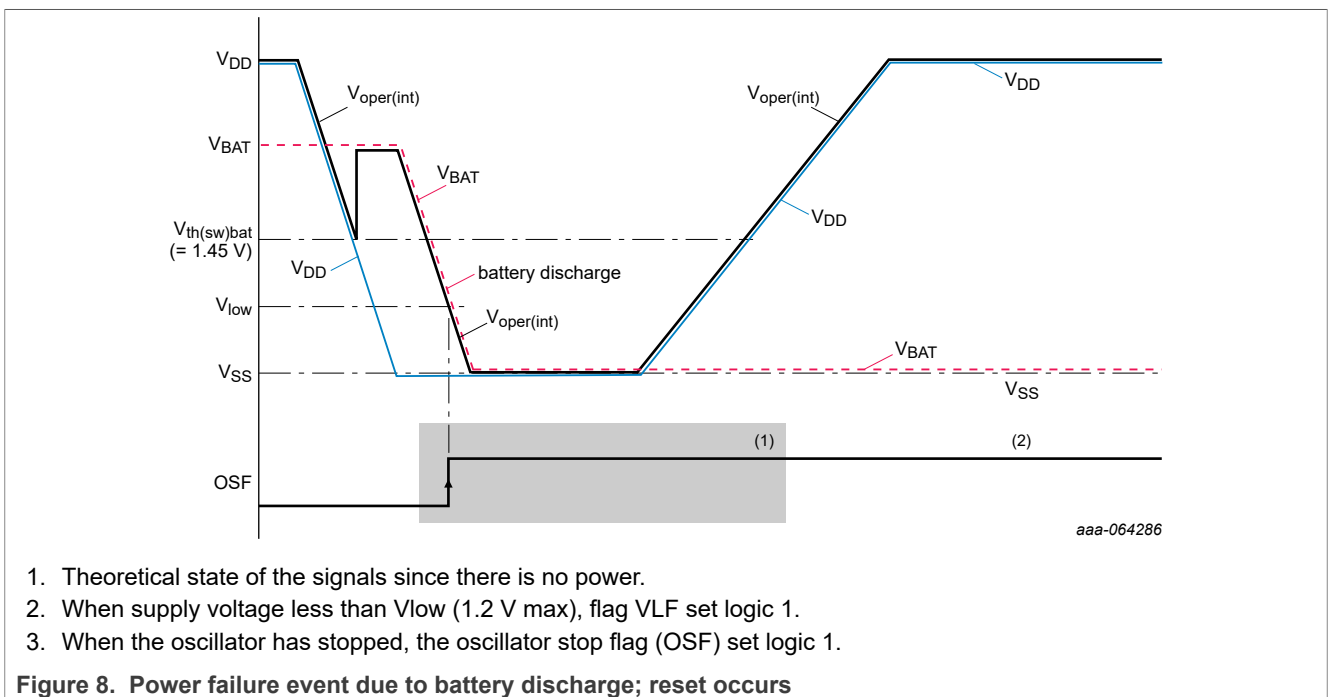 VDD
Voper(int)
Voper(int)
VDD
VBAT
VBAT
VDD
Vth(sw)bat
(= 1.45 V)
VDD
battery discharge
Vlow
Voper(int)
VBAT
VSS
VSS
(1)
(2)
OSF
aaa-064286
1. Theoretical state of the signals since there is no power.
2. When supply voltage less than Vlow (1.2 V max), flag VLF set logic 1.
3. When the oscillator has stopped, the oscillator stop flag (OSF) set logic 1.
Figure 8. Power failure event due to battery discharge; reset occurs